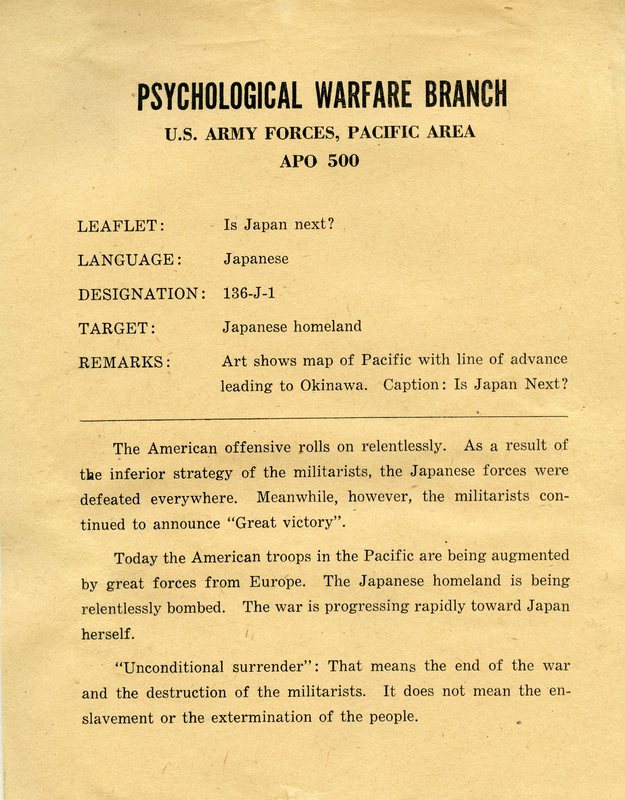 PSYCHOLOGICAL WARFARE BRANCH
U.S. ARMY FORCES, PACIFIC AREA
APO 500
LEAFLET: Is Japan next?
LANGUAGE: Japanese
DESIGNATION: 136-J-1
TARGET: Japanese homeland
REMARKS: Art shows map of Pacific with line of advance
leading to Okinawa. Caption: Is Japan Next?
The American offensive rolls on relentlessly. As a result of
the inferior strategy of the militarists, the Japanese forces were
defeated everywhere. Meanwhile, however, the militarists con-
tinued to announce “Great victory”.
Today the American troops in the Pacific are being augmented
by great forces from Europe. The Japanese homeland is being
relentlessly bombed. The war is progressing rapidly toward Japan
herself.
“Unconditional surrender”: That means the end of the war
and the destruction of the militarists. It does not mean the en-
slavement or the extermination of the people.